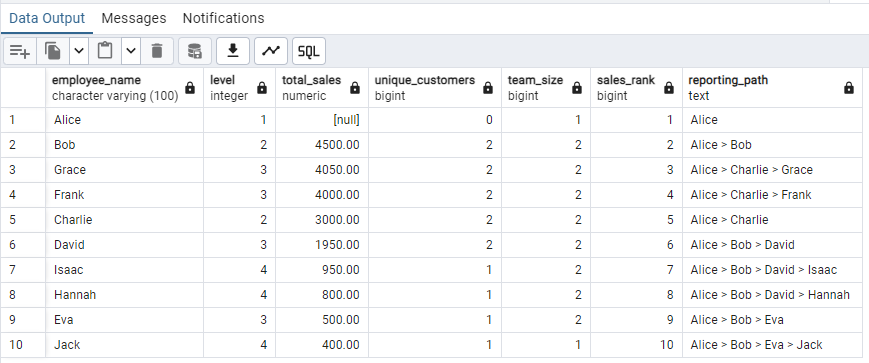 Data Output Messages Notifications
SQL
employee_name level total_sales unique_customers team_size sales_rank reporting_path
character varying (100) integer numeric bigint bigint bigint text
1 Alice 1 [null] 0 1 1 Alice
2 Bob 2 4500.00 2 2 2 Alice > Bob
3 Grace 3 4050.00 2 2 3 Alice > Charlie > Grace
4 Frank 3 4000.00 2 2 4 Alice > Charlie > Frank
5 Charlie 2 3000.00 2 2 5 Alice > Charlie
6 David 3 1950.00 2 2 6 Alice > Bob > David
7 Isaac 4 950.00 1 2 7 Alice > Bob > David > Isaac
8 Hannah 4 800.00 1 2 8 Alice > Bob > David > Hannah
9 Eva 3 500.00 1 2 9 Alice > Bob > Eva
10 Jack 4 400.00 1 1 10 Alice > Bob > Eva > Jack